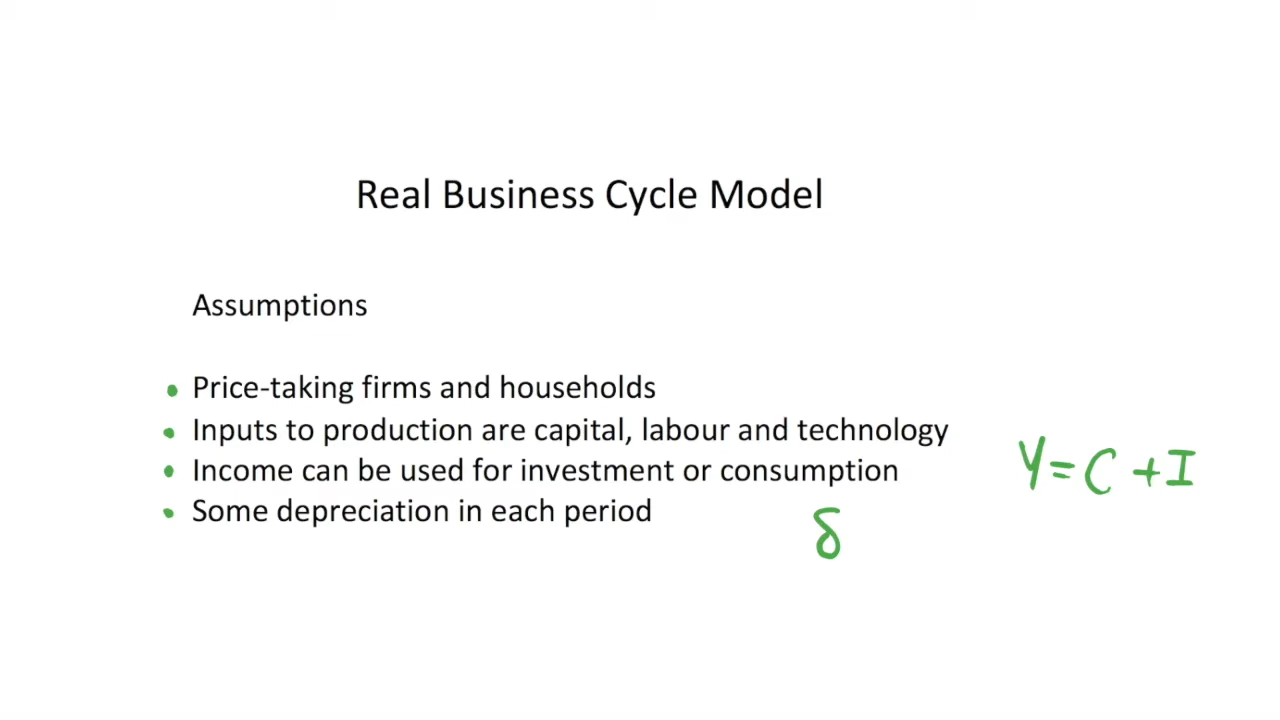 Real Business Cycle Model
Assumptions
• Price-taking firms and households
• Inputs to production are capital, labour and technology
• Income can be used for investment or consumption
Y = C + I
• Some depreciation in each period
δ